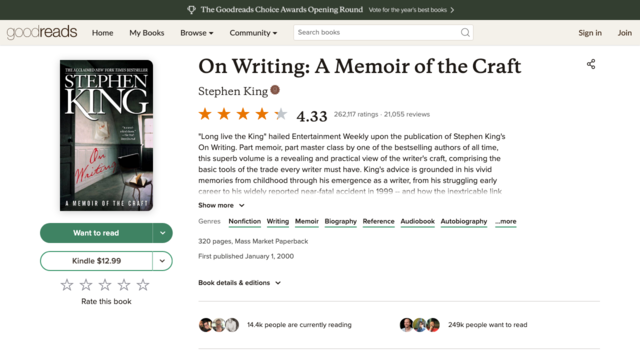 The Goodreads Choice Awards Opening Round Vote for the year's best books
goodreads Home My Books Browse Community Search books Sign in Join
On Writing: A Memoir of the Craft
Stephen King
4.33 262,117 ratings · 21,055 reviews
"Long live the King" hailed Entertainment Weekly upon the publication of Stephen King's
On Writing. Part memoir, part master class by one of the bestselling authors of all time,
this superb volume is a revealing and practical view of the writer's craft, comprising the
basic tools of the trade every writer must have. King's advice is grounded in his vivid
memories from childhood through his emergence as a writer, from his struggling early
career to his widely reported near-fatal accident in 1999 -- and how the inextricable link
Show more
Genres Nonfiction Writing Memoir Biography Reference Audiobook Autobiography ...more
320 pages, Mass Market Paperback
First published January 1, 2000
Book details & editions
14.4k people are currently reading 249k people want to read
STEPHEN
KING
On
Writing
A MEMOIR OF THE CRAFT
Want to read
Kindle $12.99
Rate this book